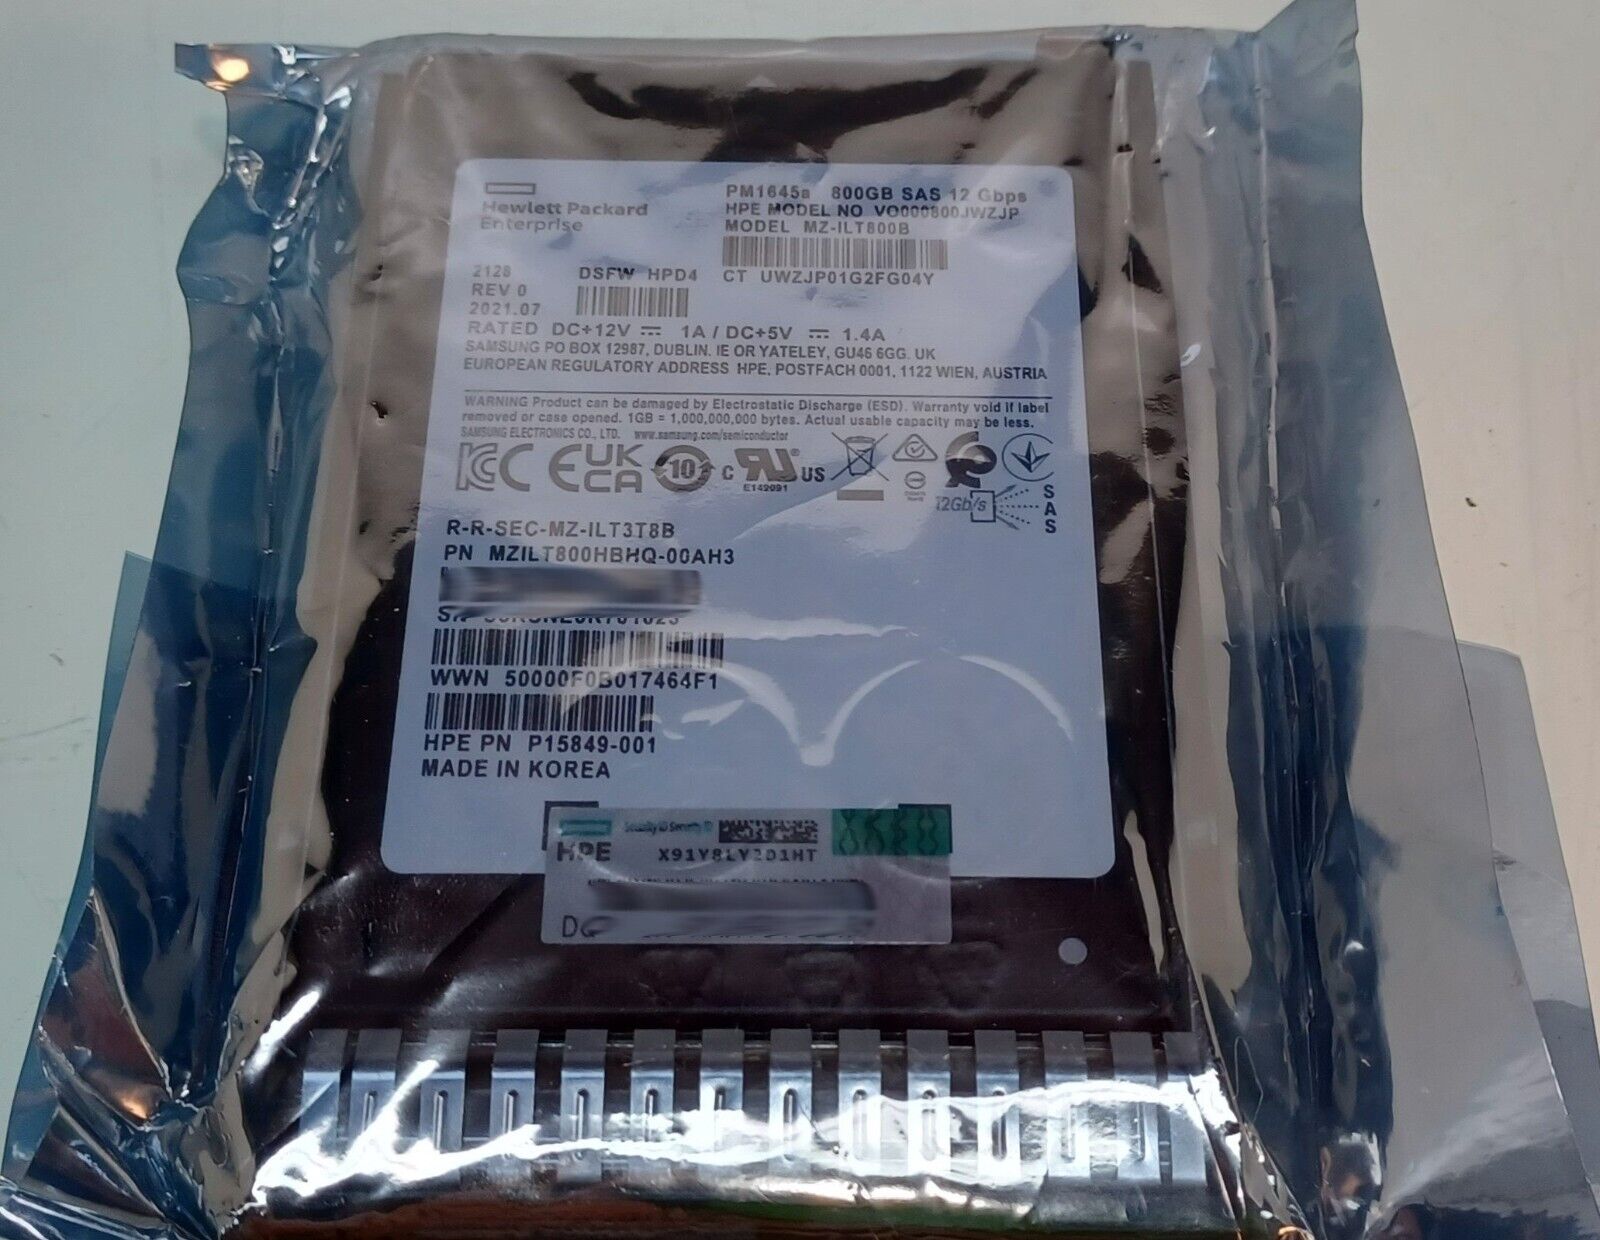 Hewlett Packard
Enterprise
PM1645a 800GB SAS 12 Gbps
HPE MODEL NO VO000800JWZJP
MODEL MZ-ILT800B
CT UWZJP01G2FG04Y
2128
REV 0
2021.07
DSFW HPD4
RATED DC+12V ⎓ 1A / DC+5V ⎓ 1.4A
SAMSUNG PO BOX 12987, DUBLIN. IE OR YATELEY, GU46 6GG. UK
EUROPEAN REGULATORY ADDRESS HPE, POSTFACH 0001, 1122 WIEN, AUSTRIA
WARNING Product can be damaged by Electrostatic Discharge (ESD). Warranty void if label
removed or case opened. 1GB = 1,000,000,000 bytes. Actual usable capacity may be less.
SAMSUNG ELECTRONICS CO., LTD. www.samsung.com/semiconductor
KC CE UK CA 10 c RU ® US
E149091
12Gb/s SAS
R-R-SEC-MZ-ILT3T8B
PN MZILT800HBHQ-00AH3
WWN 50000F0B017464F1
HPE PN P15849-001
MADE IN KOREA
HPE
X91Y8LY2D1HT